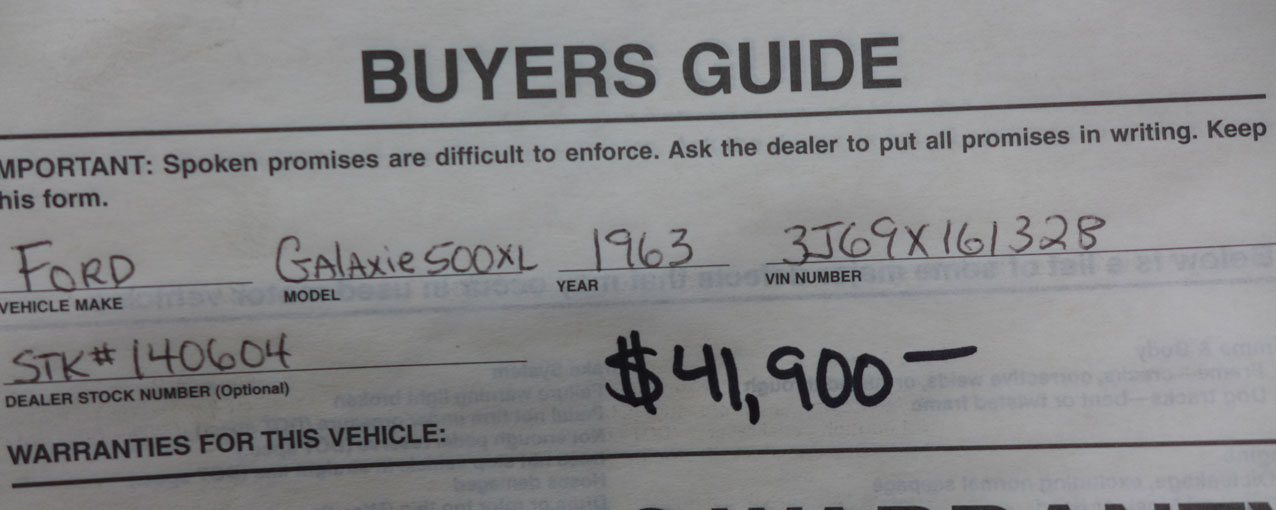 BUYERS GUIDE
MPORTANT: Spoken promises are difficult to enforce. Ask the dealer to put all promises in writing. Keep
his form.
FORD GALAXie 500XL 1963 3J69X161328
VEHICLE MAKE MODEL YEAR VIN NUMBER
STK# 140604 $41,900—
DEALER STOCK NUMBER (Optional)
WARRANTIES FOR THIS VEHICLE: